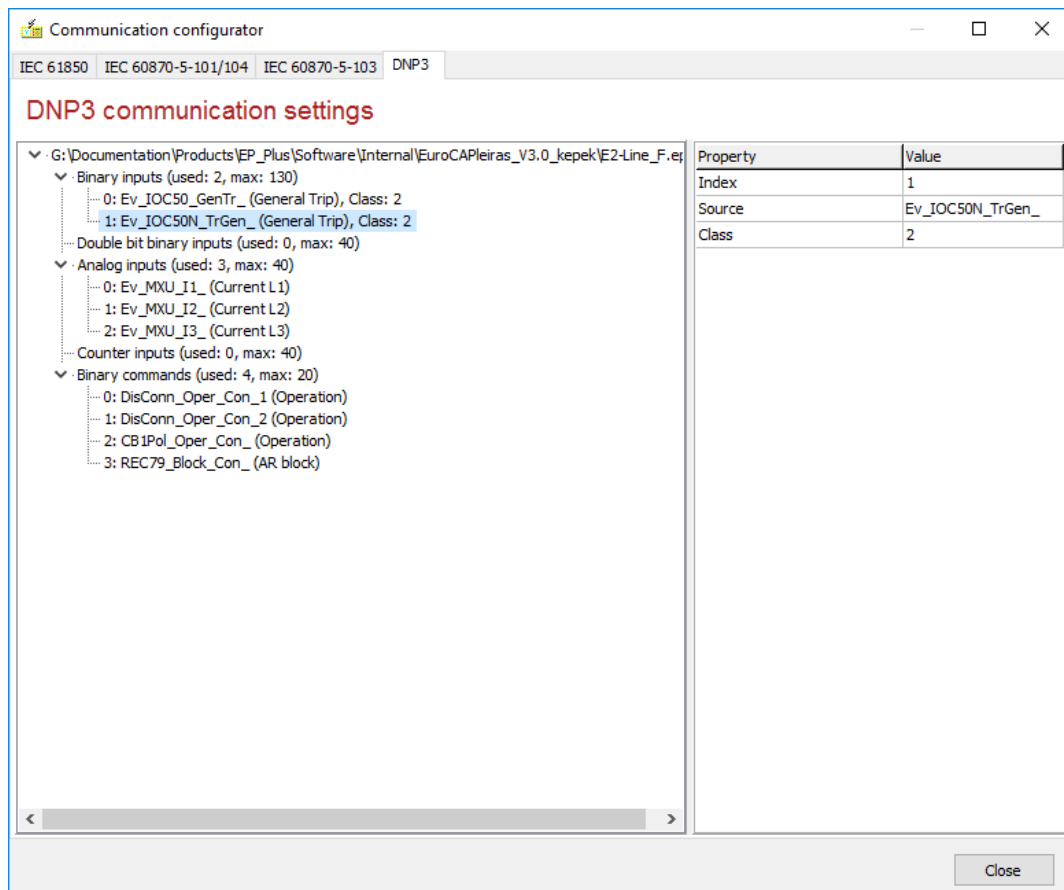 Communication configurator
IEC 61850 IEC 60870-5-101/104 IEC 60870-5-103 DNP3
DNP3 communication settings
G:\Documentation\Products\EP_Plus\Software\Internal\EuroCAPleiras_V3.0_kepek\E2-Line_F.ep
Binary inputs (used: 2, max: 130)
0: Ev_IOC50_GenTr_ (General Trip), Class: 2
1: Ev_IOC50N_TrGen_ (General Trip), Class: 2
Double bit binary inputs (used: 0, max: 40)
Analog inputs (used: 3, max: 40)
0: Ev_MXU_I1_ (Current L1)
1: Ev_MXU_I2_ (Current L2)
2: Ev_MXU_I3_ (Current L3)
Counter inputs (used: 0, max: 40)
Binary commands (used: 4, max: 20)
0: DisConn_Oper_Con_1 (Operation)
1: DisConn_Oper_Con_2 (Operation)
2: CB1Pol_Oper_Con_ (Operation)
3: REC79_Block_Con_ (AR block)
Property Value
Index 1
Source Ev_IOC50N_TrGen_
Class 2
Close